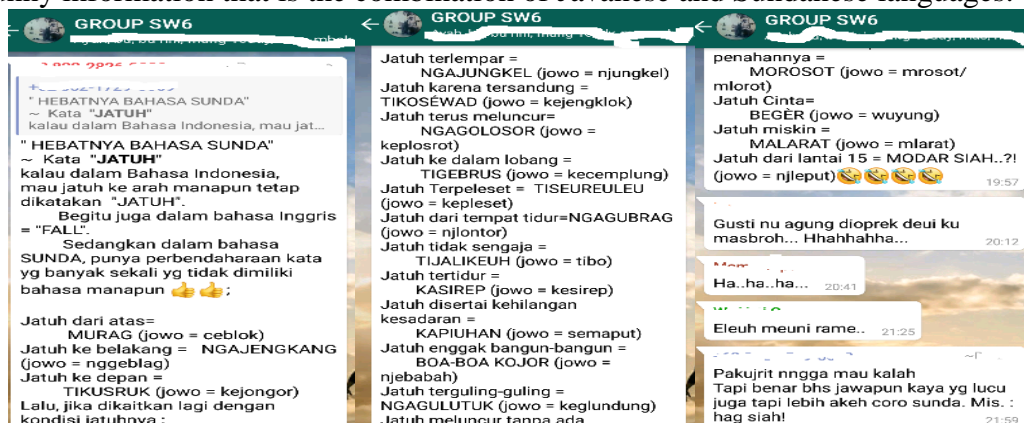 funny information that is the combination of Javanese and Sundanese languages.
GROUP SW6
" HEBATNYA BAHASA SUNDA"
~ Kata "JATUH"
kalau dalam Bahasa Indonesia, mau jat...
" HEBATNYA BAHASA SUNDA"
~ Kata "JATUH"
kalau dalam Bahasa Indonesia,
mau jatuh ke arah manapun tetap
dikatakan "JATUH".
Begitu juga dalam bahasa Inggris
= "FALL".
Sedangkan dalam bahasa
SUNDA, punya perbendaharaan kata
yg banyak sekali yg tidak dimiliki
bahasa manapun 👍👍;
Jatuh dari atas=
MURAG (jowo = ceblok)
Jatuh ke belakang = NGAJENGKANG
(jowo = nggeblag)
Jatuh ke depan =
TIKUSRUK (jowo = kejongor)
Lalu, jika dikaitkan lagi dengan
kondisi jatuhnya :
GROUP SW6
Jatuh terlempar =
NGAJUNGKEL (jowo = njungkel)
Jatuh karena tersandung =
TIKOSÉWAD (jowo = kejengklok)
Jatuh terus meluncur=
NGAGOLOSOR (jowo =
keplosrot)
Jatuh ke dalam lobang =
TIGEBRUS (jowo = kecemplung)
Jatuh Terpeleset = TISEUREULEU
(jowo = kepleset)
Jatuh dari tempat tidur=NGAGUBRAG
(jowo = njlontor)
Jatuh tidak sengaja =
TIJALIKEUH (jowo = tibo)
Jatuh tertidur =
KASIREP (jowo = kesirep)
Jatuh disertai kehilangan
kesadaran =
KAPIUHAN (jowo = semaput)
Jatuh enggak bangun-bangun =
BOA-BOA KOJOR (jowo =
njebabah)
Jatuh terguling-guling =
NGAGULUTUK (jowo = keglundung)
Jatuh meluncur tanpa ada
GROUP SW6
penahannya =
MOROSOT (jowo = mrosot/
mlorot)
Jatuh Cinta=
BEGÈR (jowo = wuyung)
Jatuh miskin =
MALARAT (jowo = mlarat)
Jatuh dari lantai 15 = MODAR SIAH..?!
(jowo = njleput)🤣🤣🤣🤣
19:57
Gusti nu agung dioprek deui ku
masbroh... Hhahhahha...
20:12
Ha..ha..ha...
20:41
Eleuh meuni rame..
21:25
Pakujrit nngga mau kalah
Tapi benar bhs jawapun kaya yg lucu
juga tapi lebih akeh coro sunda. Mis. :
hag siah!
21:59